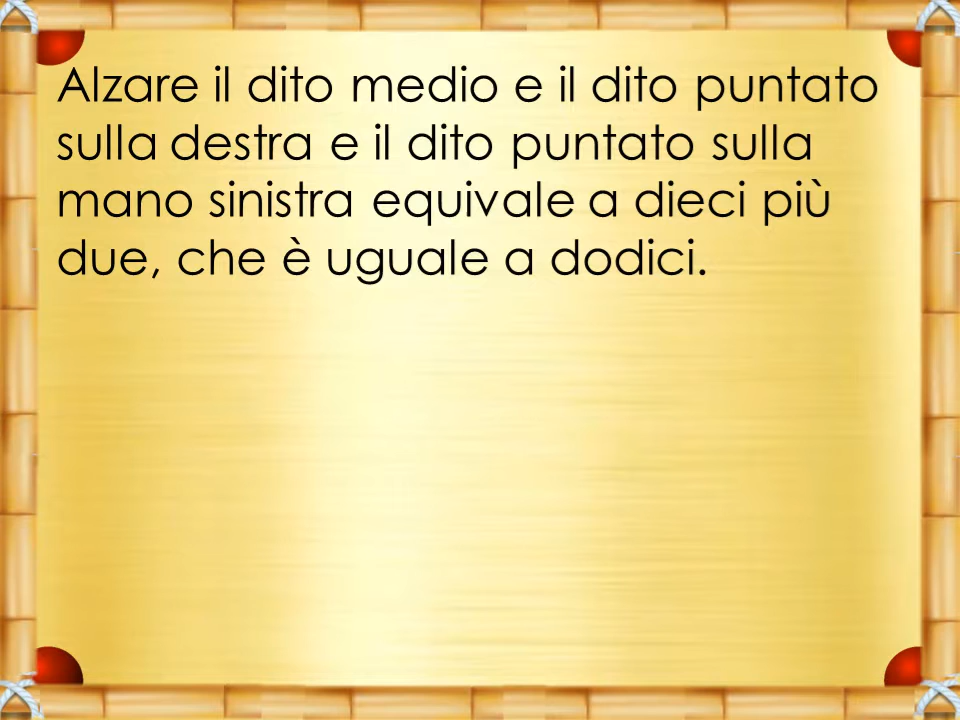 Alzare il dito medio e il dito puntato
sulla destra e il dito puntato sulla
mano sinistra equivale a dieci più
due, che è uguale a dodici.